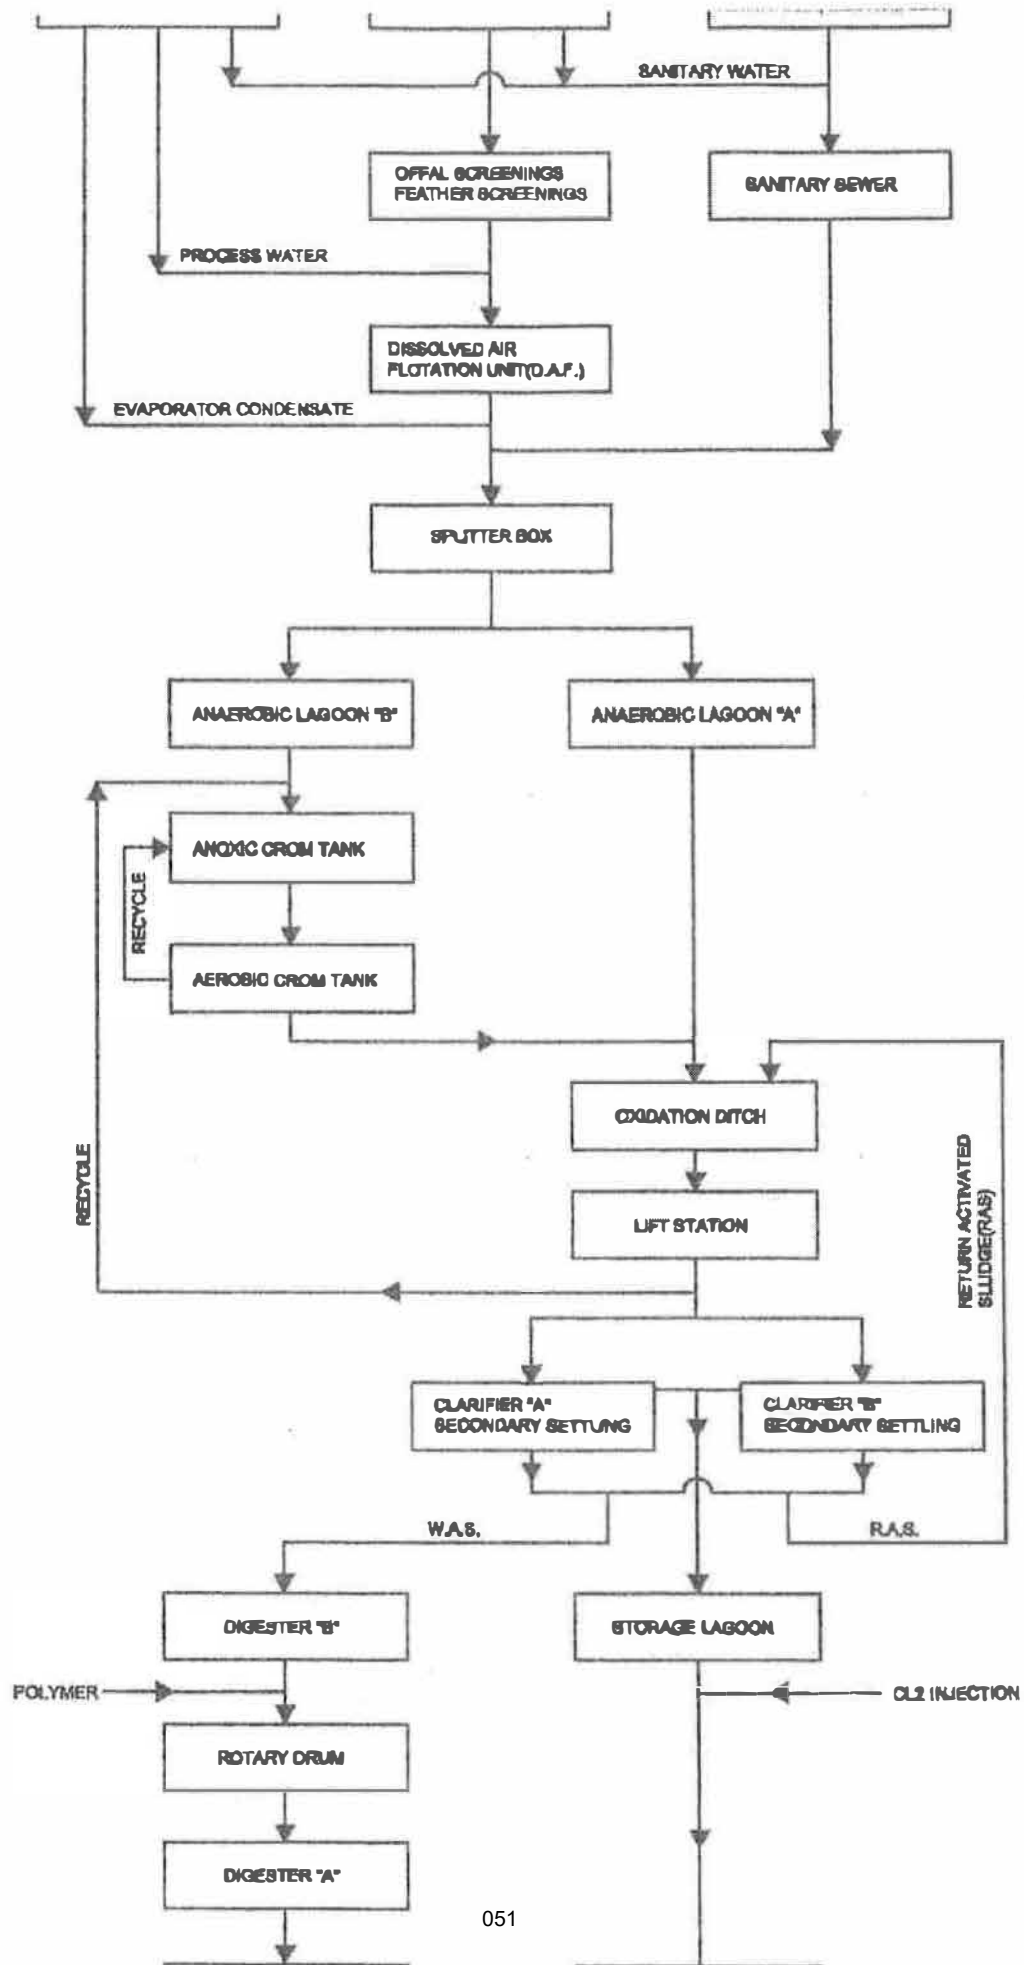 SANITARY WATER
OFFAL SCREENINGS
FEATHER SCREENINGS
SANITARY SEWER
PROCESS WATER
DISSOLVED AIR
FLOTATION UNIT(D.A.F.)
EVAPORATOR CONDENSATE
SPLITTER BOX
ANAEROBIC LAGOON "B"
ANAEROBIC LAGOON "A"
ANOXIC CROM TANK
RECYCLE
AEROBIC CROM TANK
OXIDATION DITCH
RECYCLE
RETURN ACTIVATED
SLUDGE(RAS)
LIFT STATION
CLARIFIER "A"
SECONDARY SETTLING
CLARIFIER "B"
SECONDARY SETTLING
W.A.S.
R.A.S.
DIGESTER "B"
STORAGE LAGOON
POLYMER
CL2 INJECTION
ROTARY DRUM
DIGESTER "A"
051